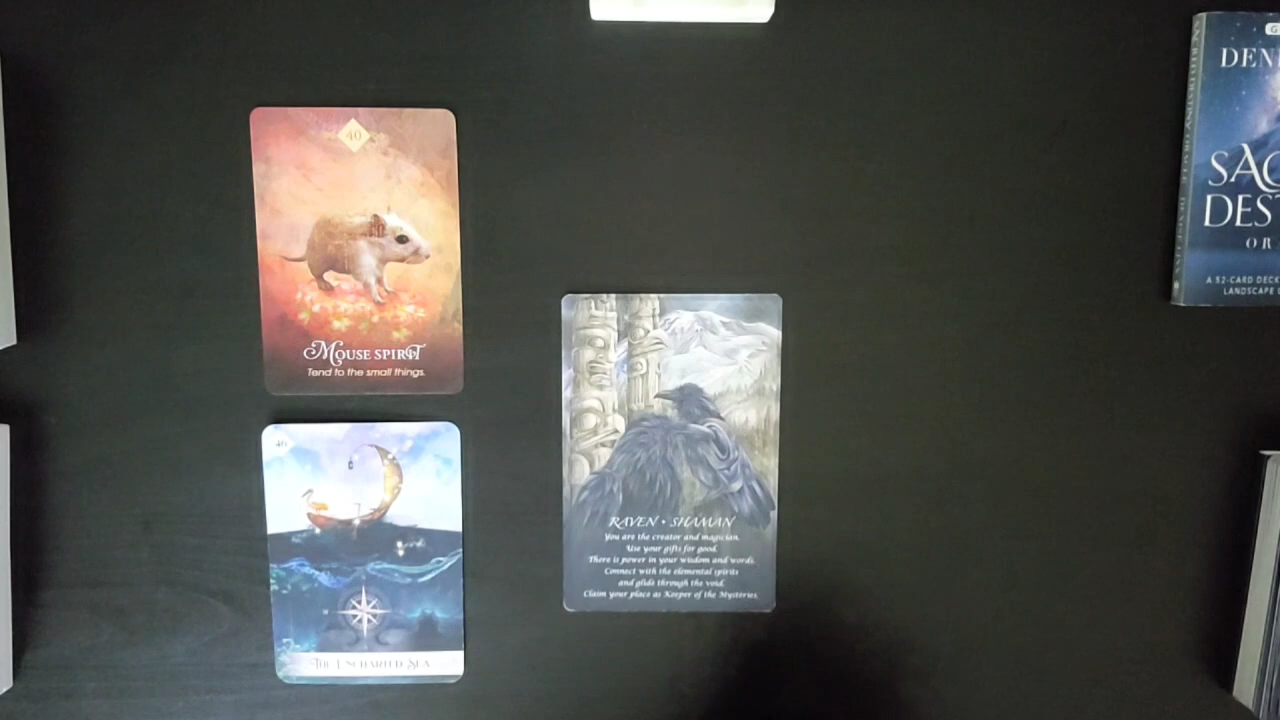 40
MOUSE SPIRIT
Tend to the small things.
46
THE UNCHARTED SEA
RAVEN • SHAMAN
You are the creator and magician.
Use your gifts for good.
There is power in your wisdom and words.
Connect with the elemental spirits
and glide through the void.
Claim your place as Keeper of the Mysteries.
DEN
SAC
DEST
OR
A 52-CARD DECK
LANDSCAPE